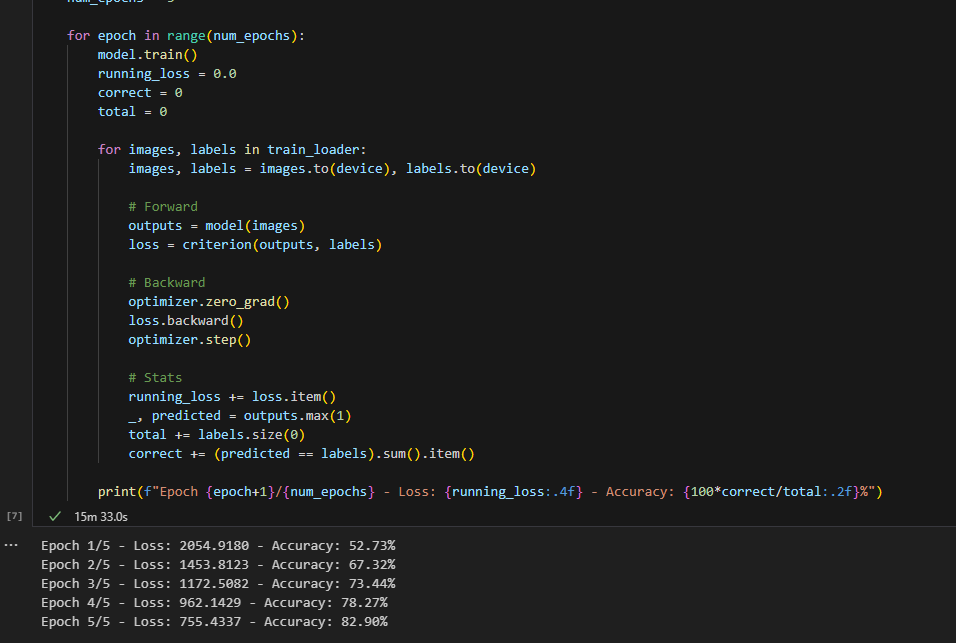 for epoch in range(num_epochs):
model.train()
running_loss = 0.0
correct = 0
total = 0
for images, labels in train_loader:
images, labels = images.to(device), labels.to(device)
# Forward
outputs = model(images)
loss = criterion(outputs, labels)
# Backward
optimizer.zero_grad()
loss.backward()
optimizer.step()
# Stats
running_loss += loss.item()
_, predicted = outputs.max(1)
total += labels.size(0)
correct += (predicted == labels).sum().item()
print(f"Epoch {epoch+1}/{num_epochs} - Loss: {running_loss:.4f} - Accuracy: {100*correct/total:.2f}%")
[7] 15m 33.0s
...
Epoch 1/5 - Loss: 2054.9180 - Accuracy: 52.73%
Epoch 2/5 - Loss: 1453.8123 - Accuracy: 67.32%
Epoch 3/5 - Loss: 1172.5082 - Accuracy: 73.44%
Epoch 4/5 - Loss: 962.1429 - Accuracy: 78.27%
Epoch 5/5 - Loss: 755.4337 - Accuracy: 82.90%